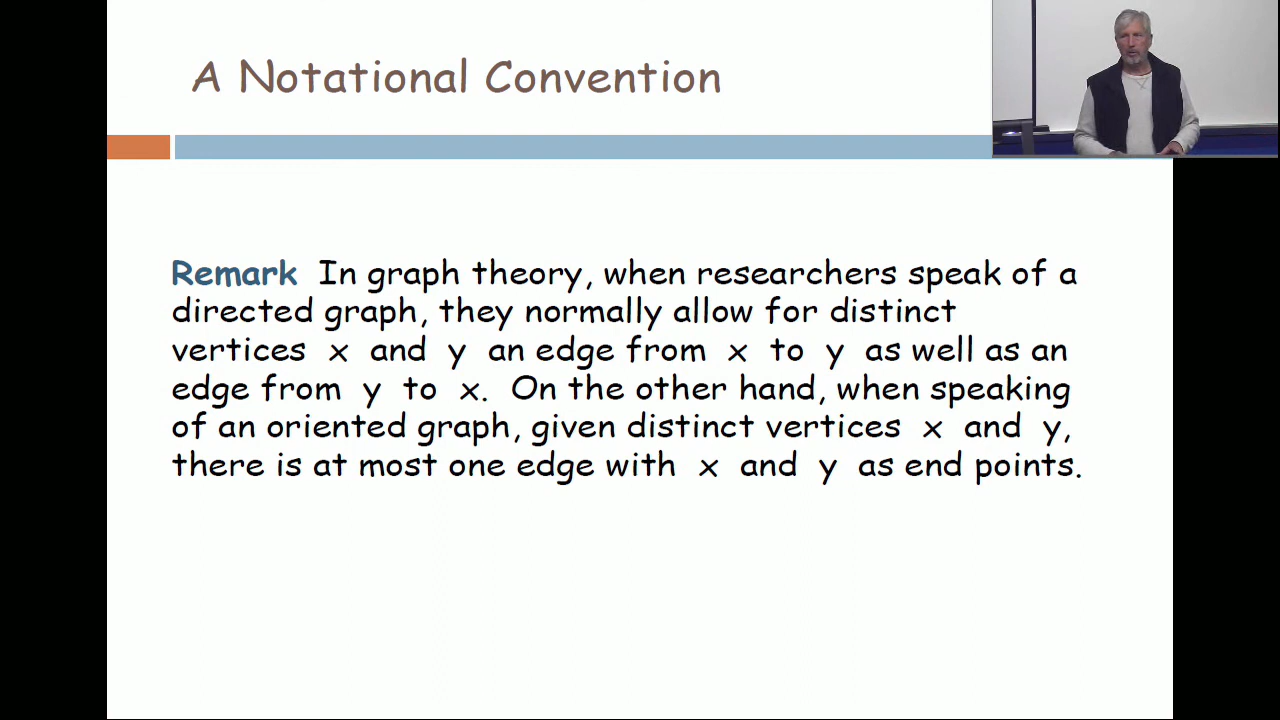 A Notational Convention
Remark In graph theory, when researchers speak of a
directed graph, they normally allow for distinct
vertices x and y an edge from x to y as well as an
edge from y to x. On the other hand, when speaking
of an oriented graph, given distinct vertices x and y,
there is at most one edge with x and y as end points.